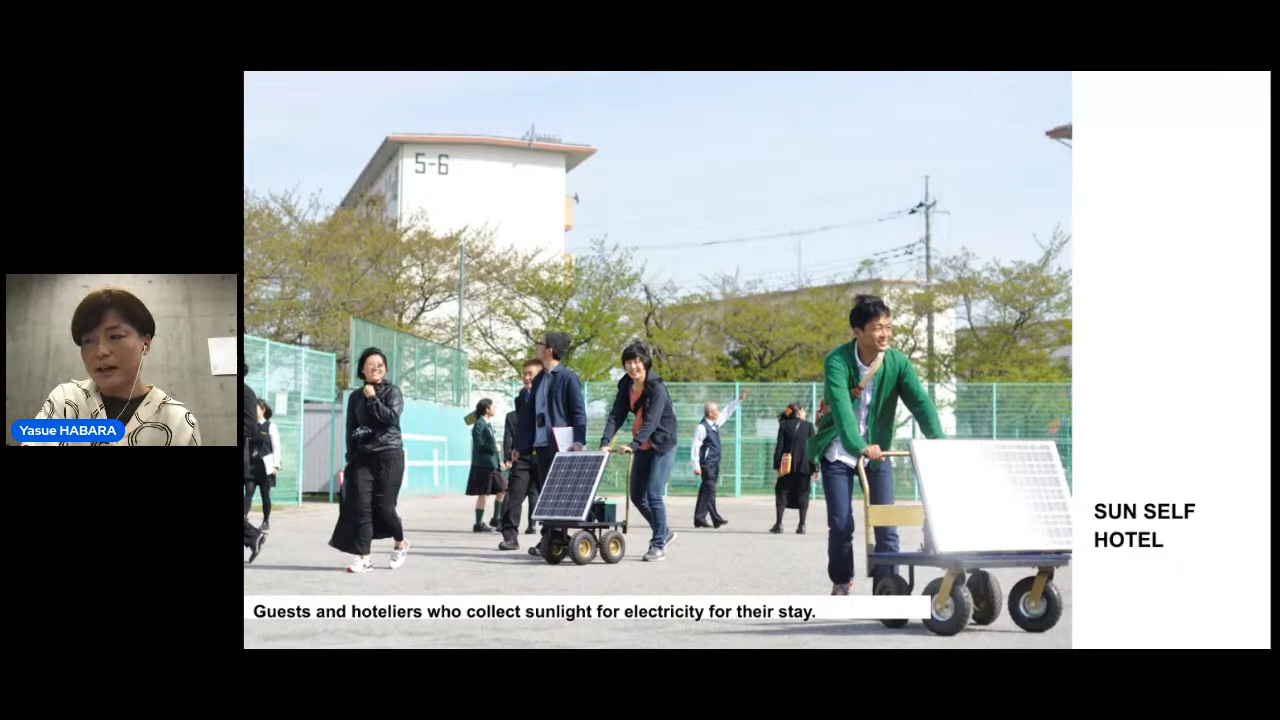 5-6
Yasue HABARA
SUN SELF
HOTEL
Guests and hoteliers who collect sunlight for electricity for their stay.